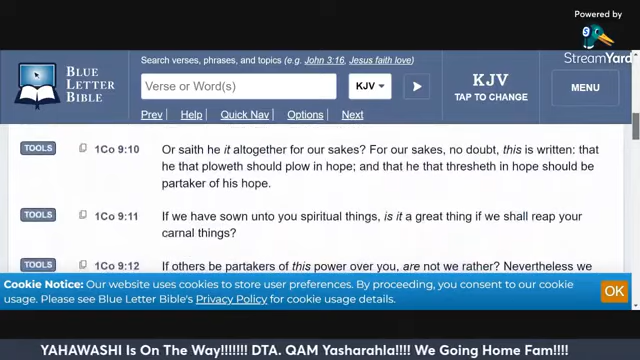 Powered by
StreamYard
BLUE
LETTER
BIBLE
Search verses, phrases, and topics (e.g. John 3:16, Jesus faith love)
Verse or Word(s)
KJV
KJV
TAP TO CHANGE
MENU
Prev Help Quick Nav Options Next
TOOLS 1Co 9:10 Or saith he it altogether for our sakes? For our sakes, no doubt, this is written: that
he that ploweth should plow in hope; and that he that thresheth in hope should be
partaker of his hope.
TOOLS 1Co 9:11 If we have sown unto you spiritual things, is it a great thing if we shall reap your
carnal things?
TOOLS 1Co 9:12 If others be partakers of this power over you, are not we rather? Nevertheless we
Cookie Notice: Our website uses cookies to store user preferences. By proceeding, you consent to our cookie
usage. Please see Blue Letter Bible's Privacy Policy for cookie usage details.
OK
YAHAWASHI Is On The Way!!!!!!! DTA. QAM Yasharahla!!!! We Going Home Fam!!!!